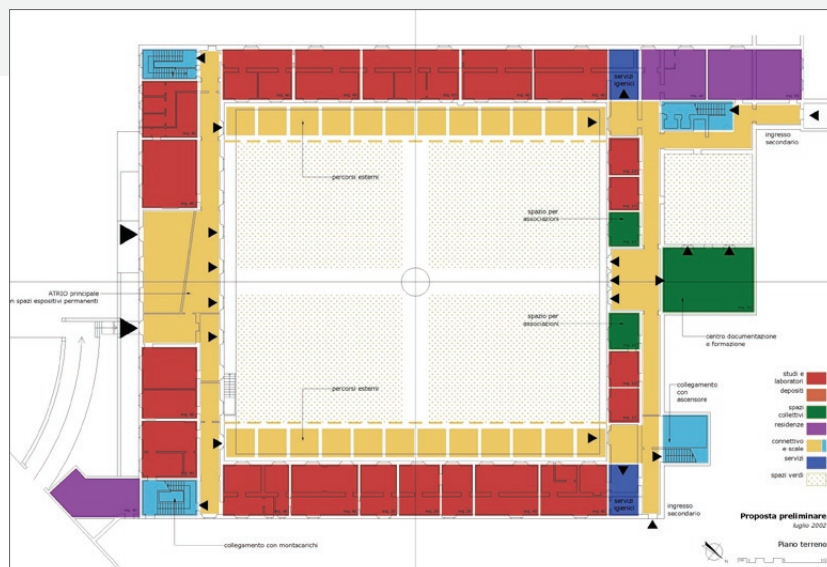 servizi
igienici
ingresso
secondario
percorsi esterni
spazio per
associazioni
ATRIO principale
n spazi espositivi permanenti
spazio per
associazioni
centro documentazione
e formazione
percorsi esterni
collegamento
con
ascensore
studi e
laboratori
depositi
spazi
collettivi
residenze
connettivo
e scale
servizi
spazi verdi
servizi
igienici
ingresso
secondario
collegamento con montacarichi
Proposta preliminare
luglio 2002
Piano terreno
N